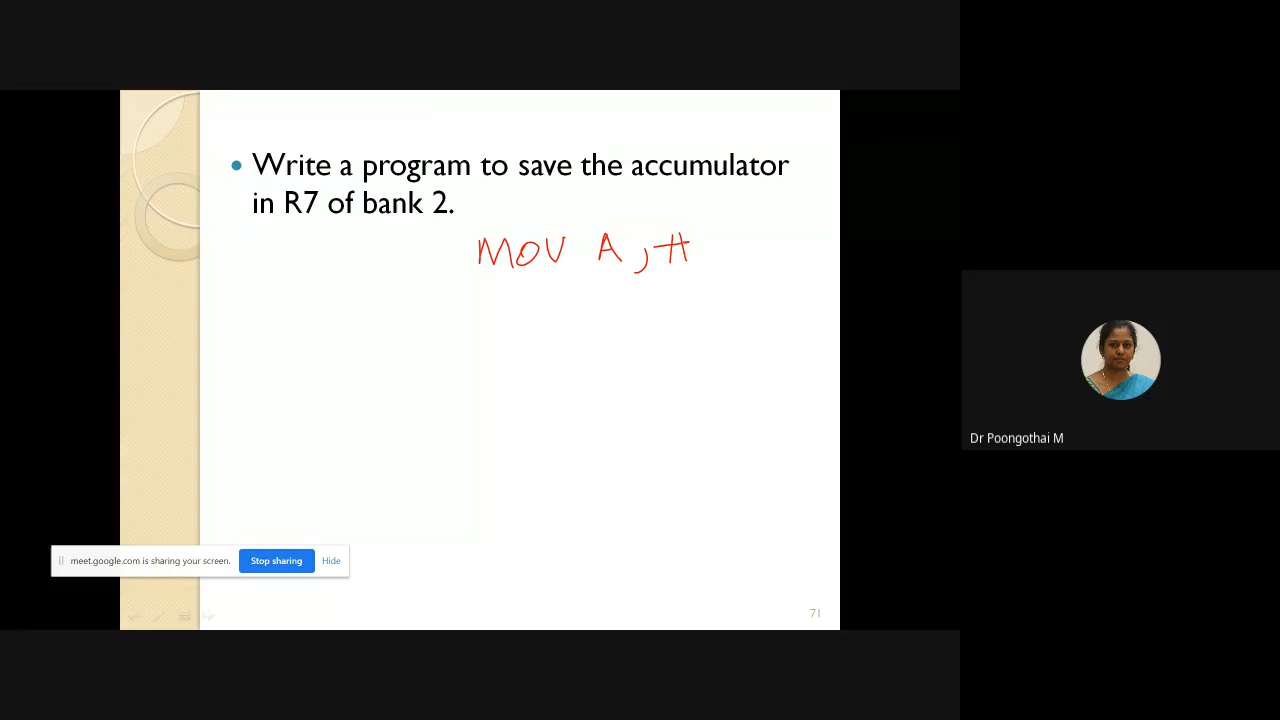 Write a program to save the accumulator
in R7 of bank 2.
MOV A , #
Dr Poongothai M
meet.google.com is sharing your screen. Stop sharing Hide
71